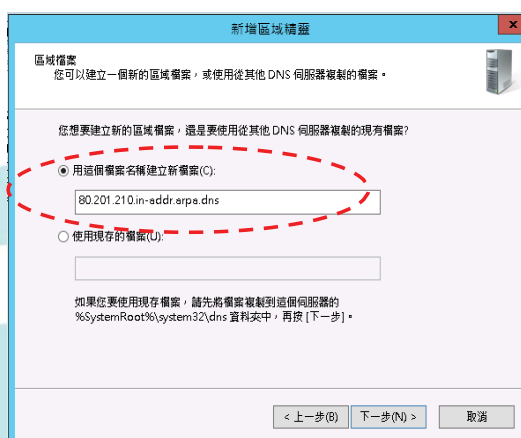 新增區域精靈
區域檔案
您可以建立一個新的區域檔案，或使用從其他 DNS 伺服器複製的檔案。
您想要建立新的區域檔案，還是要使用從其他 DNS 伺服器複製的現有檔案?
用這個檔案名稱建立新檔案(C):
80.201.210.in-addr.arpa.dns
使用現存的檔案(U):
如果您要使用現存檔案，請先將檔案複製到這個伺服器的
%SystemRoot%\system32\dns 資料夾中，再按 [下一步]。
< 上一步(B) 下一步(N) > 取消